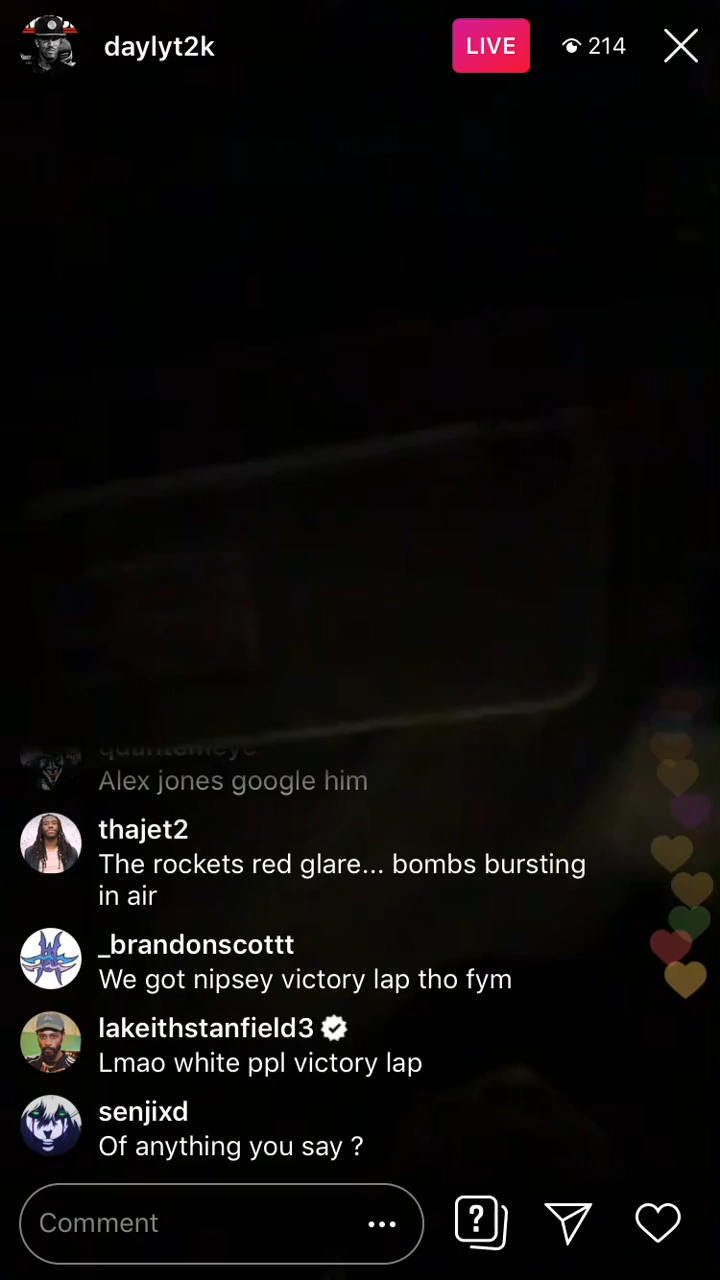 daylyt2k
LIVE
214
Alex jones google him
thajet2
The rockets red glare... bombs bursting
in air
_brandonscottt
We got nipsey victory lap tho fym
lakeithstanfield3
Lmao white ppl victory lap
senjixd
Of anything you say ?
Comment